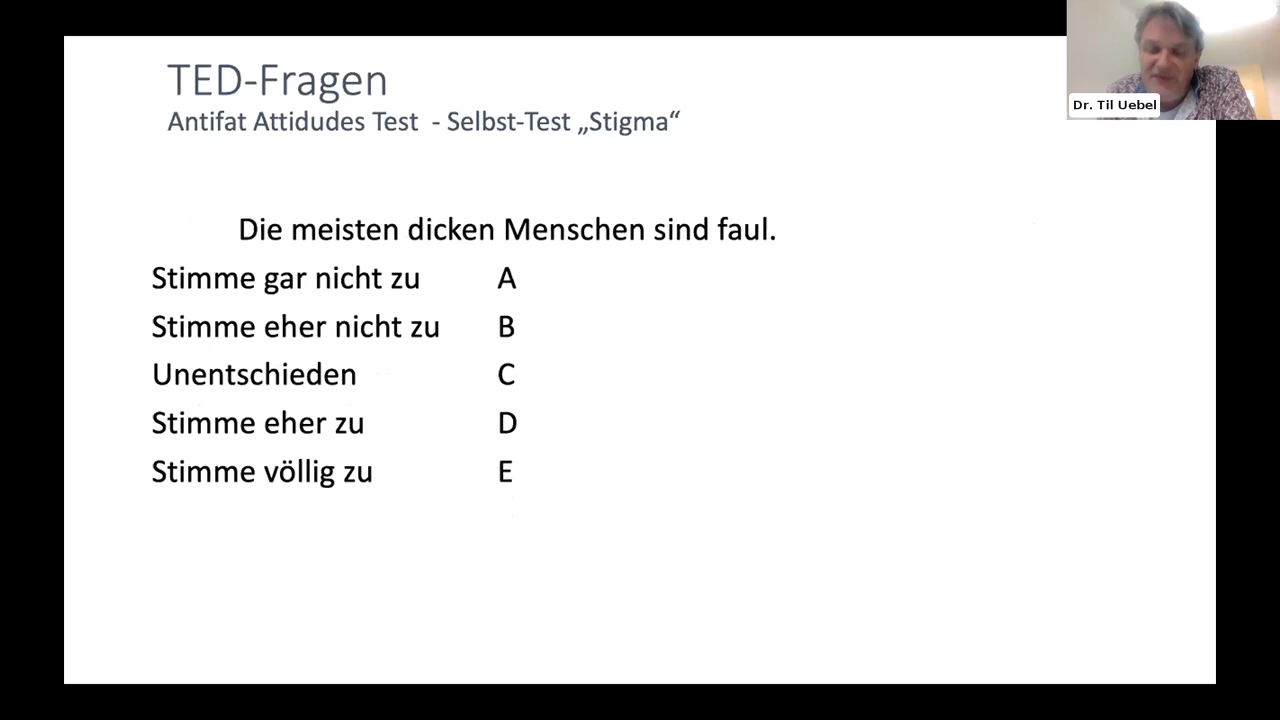 TED-Fragen
Antifat Attidudes Test - Selbst-Test „Stigma“
Dr. Til Uebel
Die meisten dicken Menschen sind faul.
Stimme gar nicht zu A
Stimme eher nicht zu B
Unentschieden C
Stimme eher zu D
Stimme völlig zu E